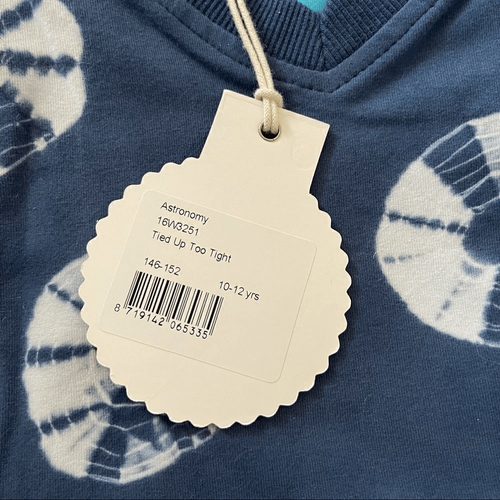 Astronomy
16W3251
Tied Up Too Tight
146-152 10-12 yrs
8 719142 065335